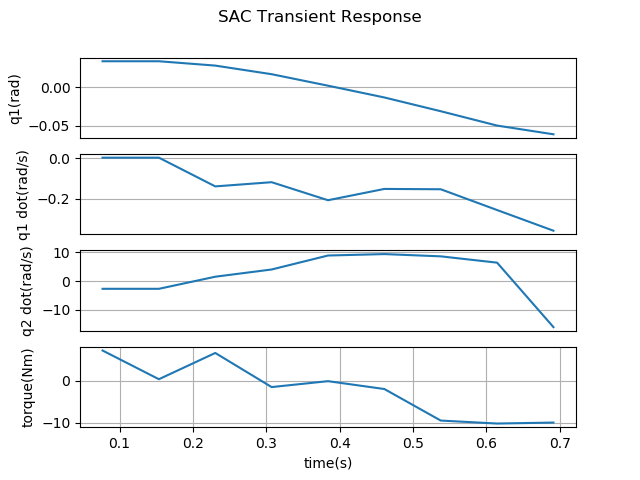 SAC Transient Response
q1(rad)
0.00
−0.05
q1 dot(rad/s)
0.0
−0.2
q2 dot(rad/s)
10
0
−10
torque(Nm)
0
−10
0.1 0.2 0.3 0.4 0.5 0.6 0.7
time(s)